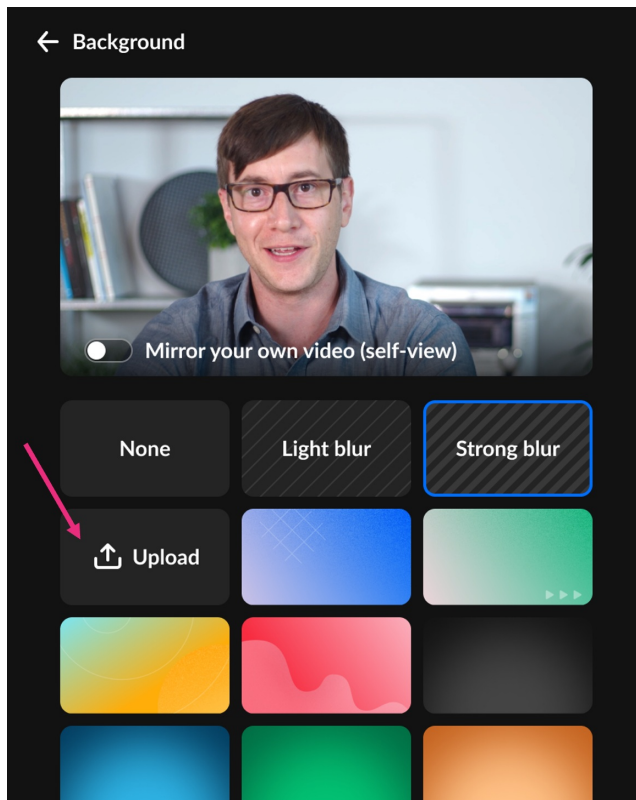 Background
Mirror your own video (self-view)
None
Light blur
Strong blur
Upload